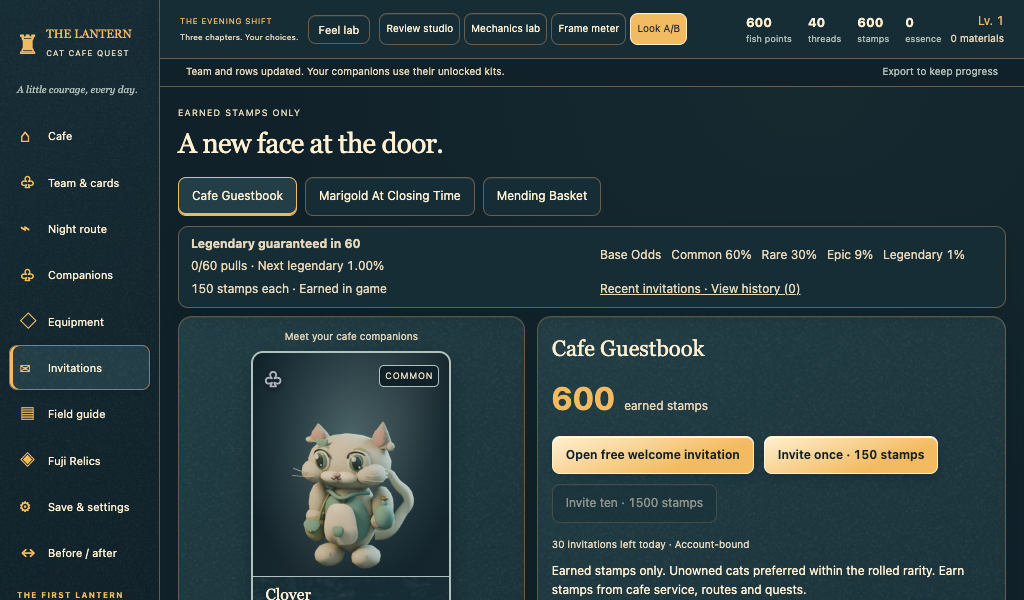 THE LANTERN
CAT CAFE QUEST
A little courage, every day.
Cafe
Team & cards
Night route
Companions
Equipment
Invitations
Field guide
Fuji Relics
Save & settings
Before / after
THE FIRST LANTERN
THE EVENING SHIFT
Three chapters. Your choices.
Feel lab
Review studio
Mechanics lab
Frame meter
Look A/B
600
fish points
40
threads
600
stamps
0
essence
Lv. 1
0 materials
Team and rows updated. Your companions use their unlocked kits.
Export to keep progress
EARNED STAMPS ONLY
A new face at the door.
Cafe Guestbook
Marigold At Closing Time
Mending Basket
Legendary guaranteed in 60
0/60 pulls · Next legendary 1.00%
150 stamps each · Earned in game
Base Odds Common 60% Rare 30% Epic 9% Legendary 1%
Recent invitations · View history (0)
Meet your cafe companions
COMMON
Clover
Cafe Guestbook
600 earned stamps
Open free welcome invitation
Invite once · 150 stamps
Invite ten · 1500 stamps
30 invitations left today · Account-bound
Earned stamps only. Unowned cats preferred within the rolled rarity. Earn
stamps from cafe service, routes and quests.